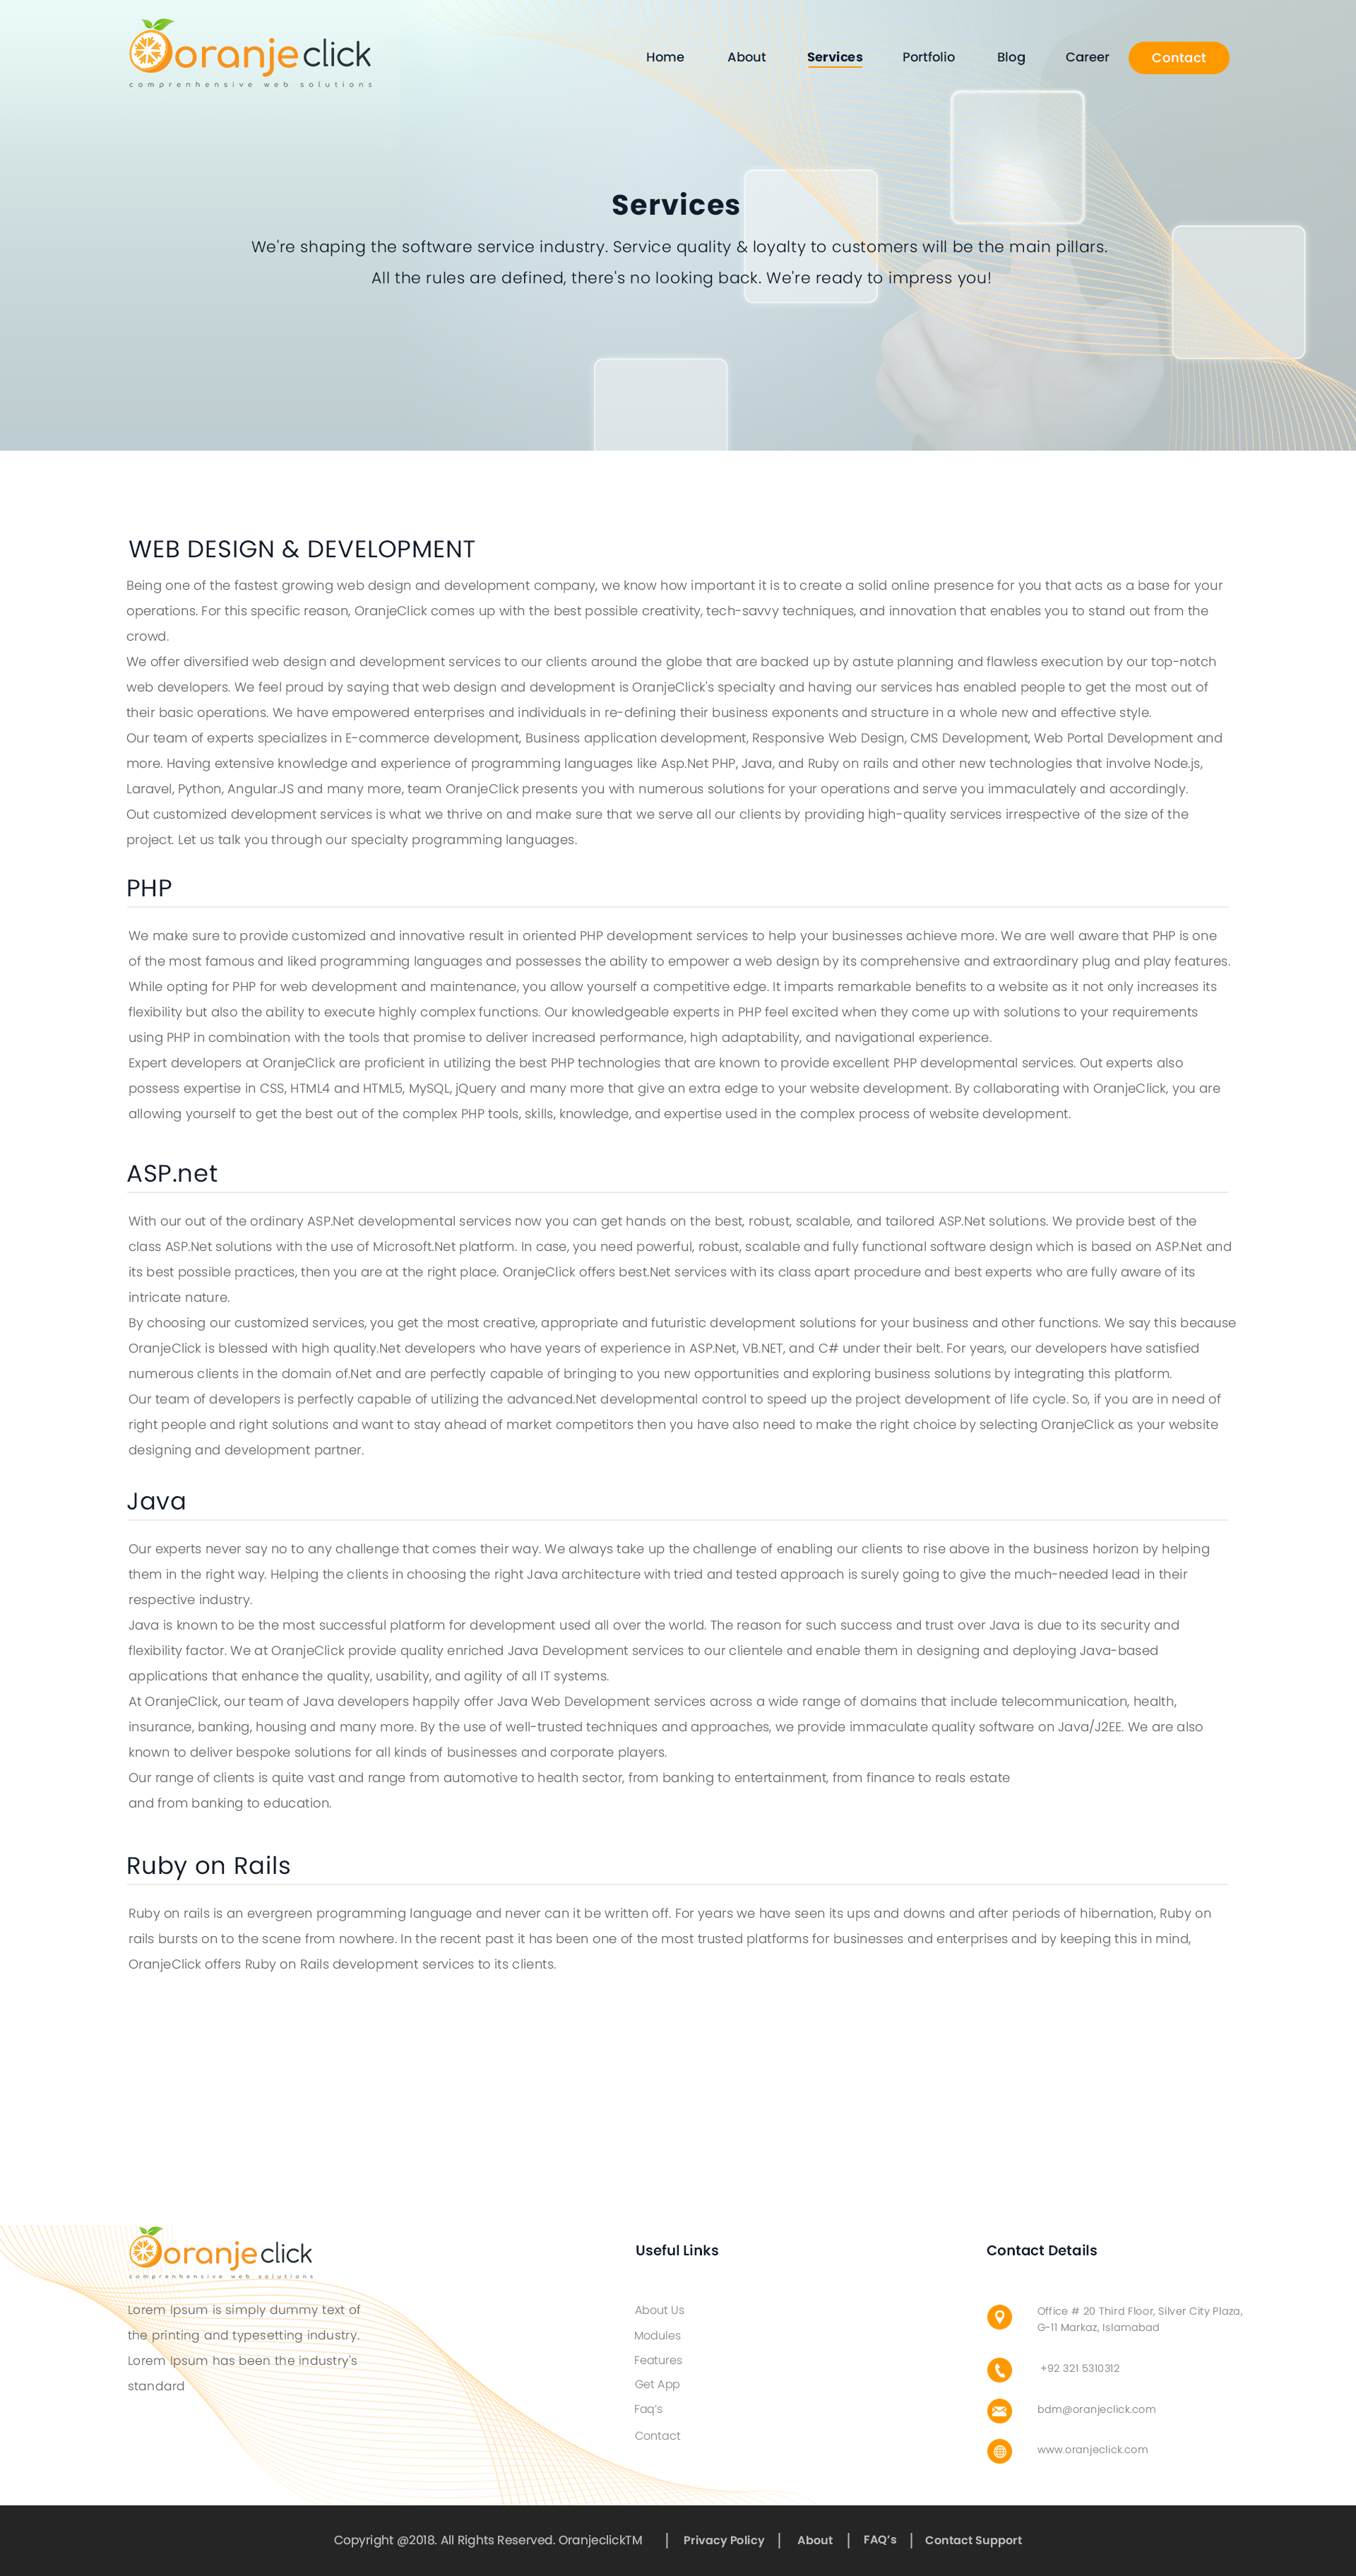 oranjeclick
comprehensive web solutions
Home About Services Portfolio Blog Career Contact
Services
We're shaping the software service industry. Service quality & loyalty to customers will be the main pillars.
All the rules are defined, there's no looking back. We're ready to impress you!
WEB DESIGN & DEVELOPMENT
Being one of the fastest growing web design and development company, we know how important it is to create a solid online presence for you that acts as a base for your
operations. For this specific reason, OranjeClick comes up with the best possible creativity, tech-savvy techniques, and innovation that enables you to stand out from the
crowd.
We offer diversified web design and development services to our clients around the globe that are backed up by astute planning and flawless execution by our top-notch
web developers. We feel proud by saying that web design and development is OranjeClick's specialty and having our services has enabled people to get the most out of
their basic operations. We have empowered enterprises and individuals in re-defining their business exponents and structure in a whole new and effective style.
Our team of experts specializes in E-commerce development, Business application development, Responsive Web Design, CMS Development, Web Portal Development and
more. Having extensive knowledge and experience of programming languages like Asp.Net PHP, Java, and Ruby on rails and other new technologies that involve Node.js,
Laravel, Python, Angular.JS and many more, team OranjeClick presents you with numerous solutions for your operations and serve you immaculately and accordingly.
Out customized development services is what we thrive on and make sure that we serve all our clients by providing high-quality services irrespective of the size of the
project. Let us talk you through our specialty programming languages.
PHP
We make sure to provide customized and innovative result in oriented PHP development services to help your businesses achieve more. We are well aware that PHP is one
of the most famous and liked programming languages and possesses the ability to empower a web design by its comprehensive and extraordinary plug and play features.
While opting for PHP for web development and maintenance, you allow yourself a competitive edge. It imparts remarkable benefits to a website as it not only increases its
flexibility but also the ability to execute highly complex functions. Our knowledgeable experts in PHP feel excited when they come up with solutions to your requirements
using PHP in combination with the tools that promise to deliver increased performance, high adaptability, and navigational experience.
Expert developers at OranjeClick are proficient in utilizing the best PHP technologies that are known to provide excellent PHP developmental services. Out experts also
possess expertise in CSS, HTML4 and HTML5, MySQL, jQuery and many more that give an extra edge to your website development. By collaborating with OranjeClick, you are
allowing yourself to get the best out of the complex PHP tools, skills, knowledge, and expertise used in the complex process of website development.
ASP.net
With our out of the ordinary ASP.Net developmental services now you can get hands on the best, robust, scalable, and tailored ASP.Net solutions. We provide best of the
class ASP.Net solutions with the use of Microsoft.Net platform. In case, you need powerful, robust, scalable and fully functional software design which is based on ASP.Net and
its best possible practices, then you are at the right place. OranjeClick offers best.Net services with its class apart procedure and best experts who are fully aware of its
intricate nature.
By choosing our customized services, you get the most creative, appropriate and futuristic development solutions for your business and other functions. We say this because
OranjeClick is blessed with high quality.Net developers who have years of experience in ASP.Net, VB.NET, and C# under their belt. For years, our developers have satisfied
numerous clients in the domain of.Net and are perfectly capable of bringing to you new opportunities and exploring business solutions by integrating this platform.
Our team of developers is perfectly capable of utilizing the advanced.Net developmental control to speed up the project development of life cycle. So, if you are in need of
right people and right solutions and want to stay ahead of market competitors then you have also need to make the right choice by selecting OranjeClick as your website
designing and development partner.
Java
Our experts never say no to any challenge that comes their way. We always take up the challenge of enabling our clients to rise above in the business horizon by helping
them in the right way. Helping the clients in choosing the right Java architecture with tried and tested approach is surely going to give the much-needed lead in their
respective industry.
Java is known to be the most successful platform for development used all over the world. The reason for such success and trust over Java is due to its security and
flexibility factor. We at OranjeClick provide quality enriched Java Development services to our clientele and enable them in designing and deploying Java-based
applications that enhance the quality, usability, and agility of all IT systems.
At OranjeClick, our team of Java developers happily offer Java Web Development services across a wide range of domains that include telecommunication, health,
insurance, banking, housing and many more. By the use of well-trusted techniques and approaches, we provide immaculate quality software on Java/J2EE. We are also
known to deliver bespoke solutions for all kinds of businesses and corporate players.
Our range of clients is quite vast and range from automotive to health sector, from banking to entertainment, from finance to reals estate
and from banking to education.
Ruby on Rails
Ruby on rails is an evergreen programming language and never can it be written off. For years we have seen its ups and downs and after periods of hibernation, Ruby on
rails bursts on to the scene from nowhere. In the recent past it has been one of the most trusted platforms for businesses and enterprises and by keeping this in mind,
OranjeClick offers Ruby on Rails development services to its clients.
oranjeclick
comprehensive web solutions
Lorem Ipsum is simply dummy text of
the printing and typesetting industry.
Lorem Ipsum has been the industry's
standard
Useful Links
About Us
Modules
Features
Get App
Faq's
Contact
Contact Details
Office # 20 Third Floor, Silver City Plaza,
G-11 Markaz, Islamabad
+92 321 5310312
bdm@oranjeclick.com
www.oranjeclick.com
Copyright @2018. All Rights Reserved. OranjeclickTM | Privacy Policy | About | FAQ's | Contact Support